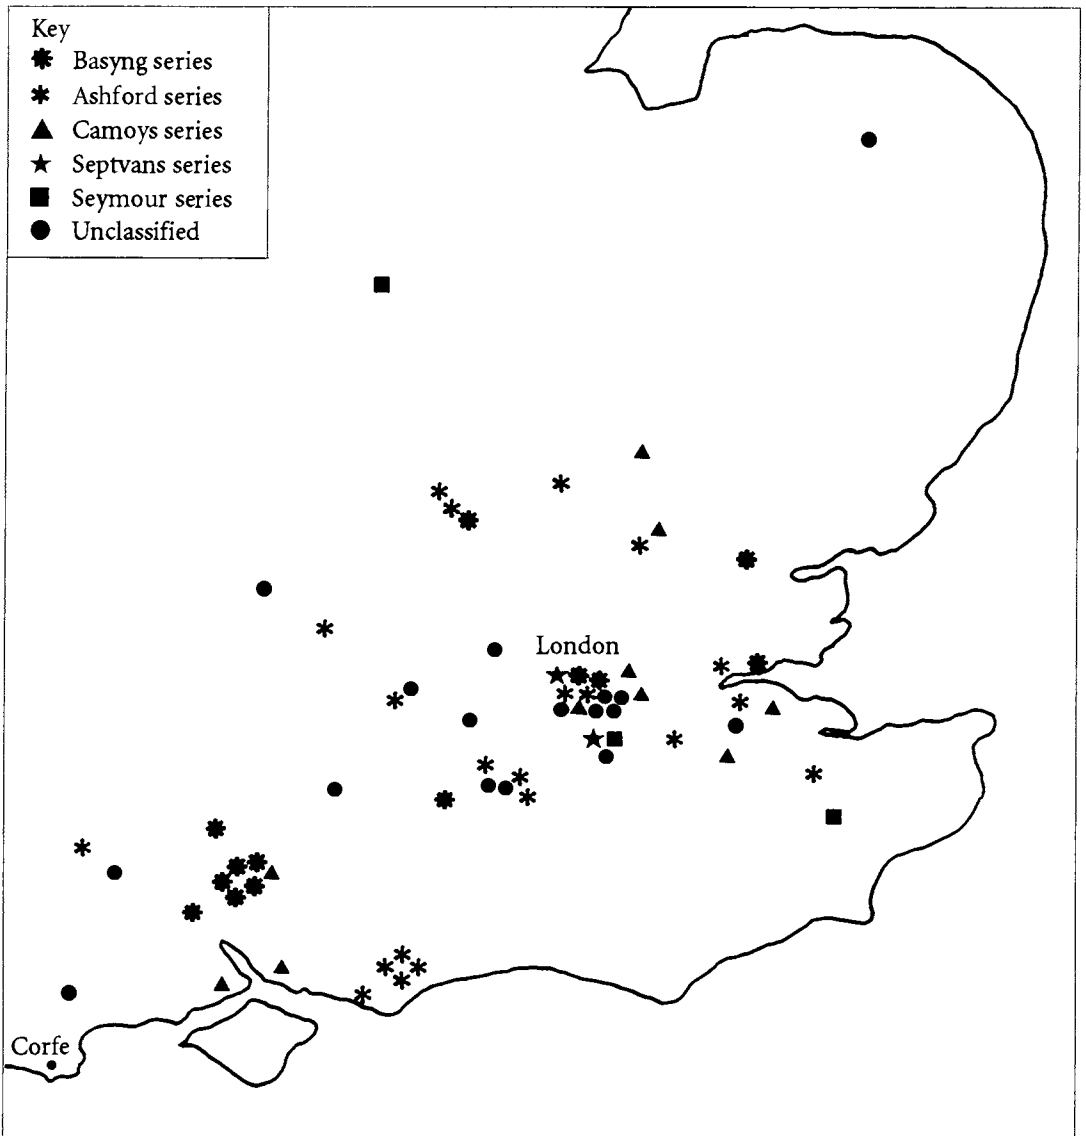 Key
Basyng series
Ashford series
Camoys series
Septvans series
Seymour series
Unclassified
London
Corfe